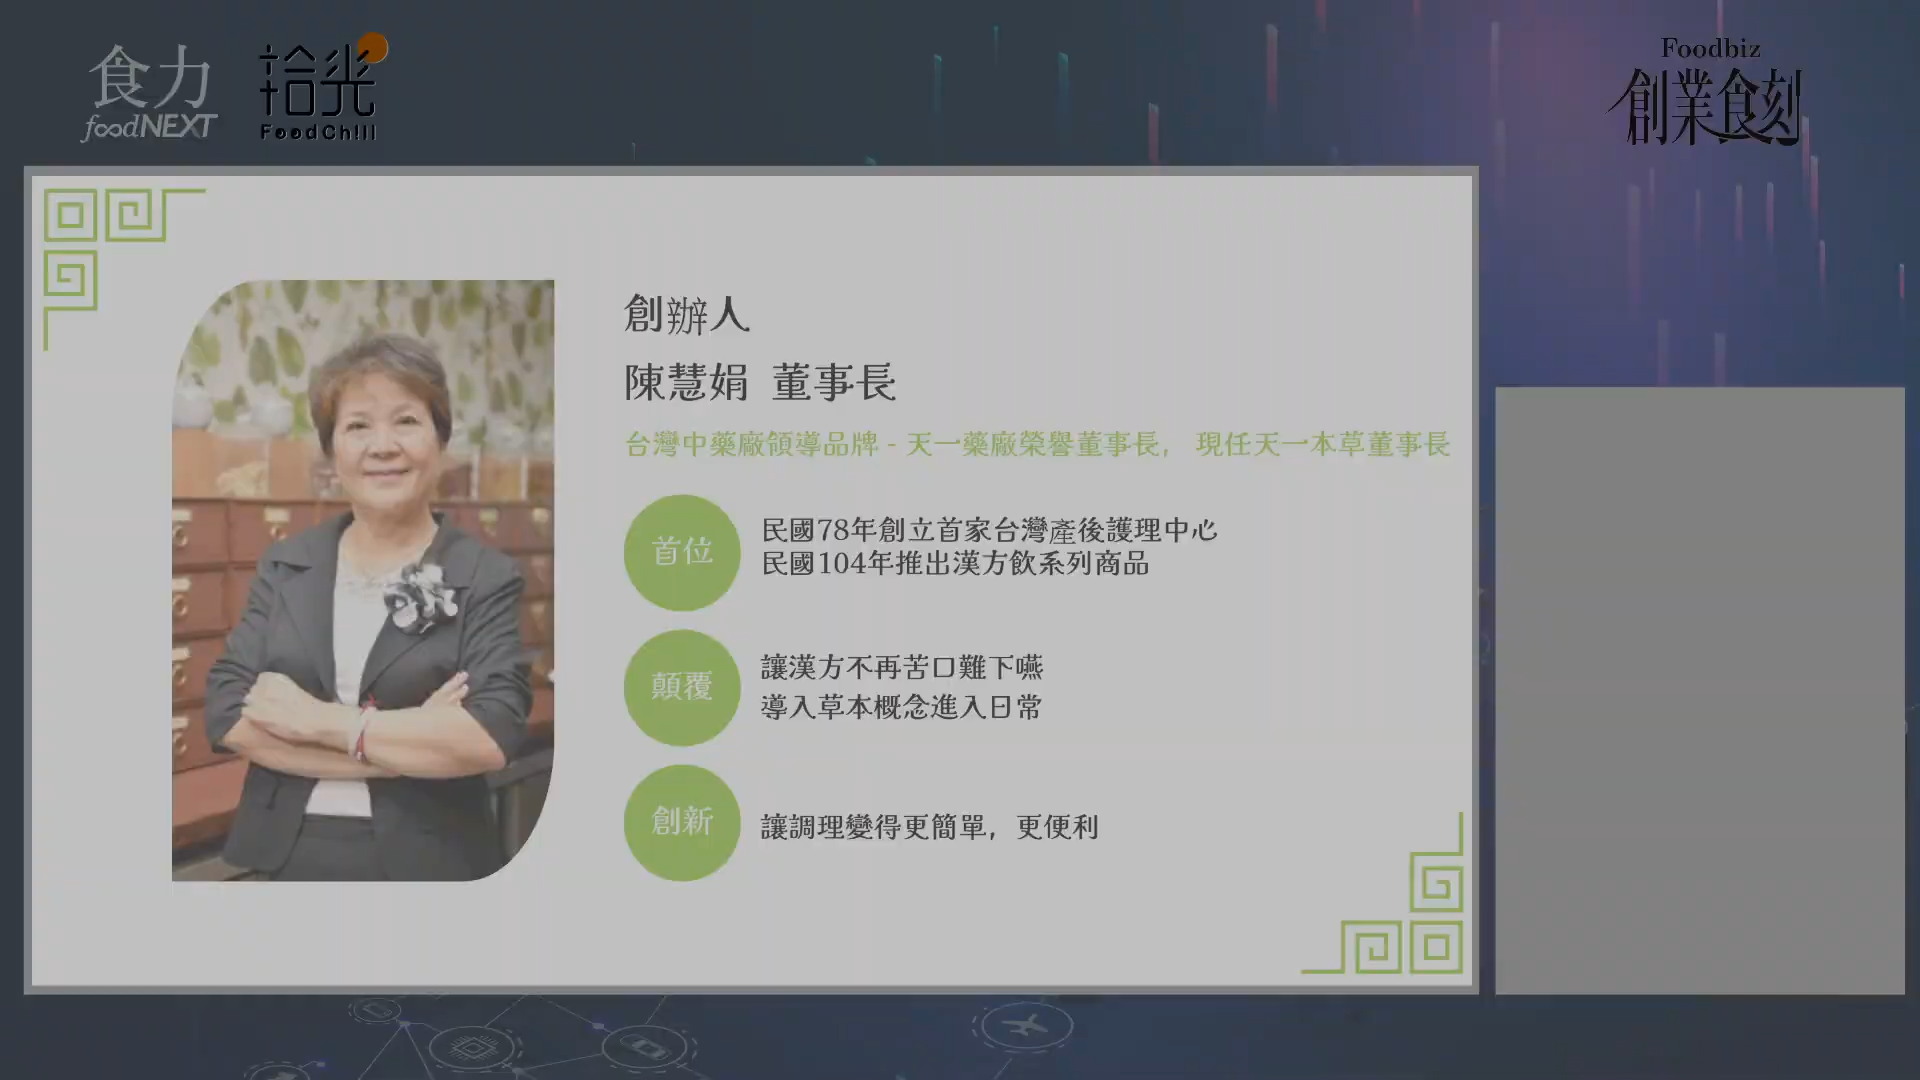 食力
foodNEXT
拾光
FoodChill
Foodbiz
創業食刻
創辦人
陳慧娟 董事長
台灣中藥廠領導品牌 - 天一藥廠榮譽董事長， 現任天一本草董事長
首位
民國78年創立首家台灣產後護理中心
民國104年推出漢方飲系列商品
顛覆
讓漢方不再苦口難下嚥
導入草本概念進入日常
創新
讓調理變得更簡單，更便利